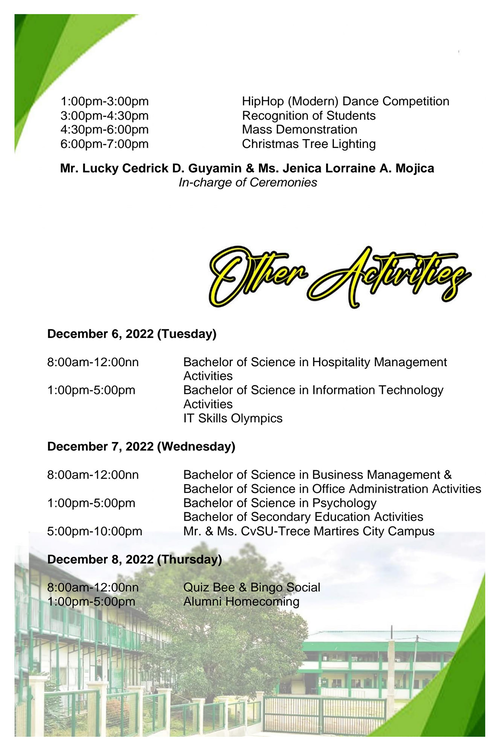 1:00pm-3:00pm HipHop (Modern) Dance Competition
3:00pm-4:30pm Recognition of Students
4:30pm-6:00pm Mass Demonstration
6:00pm-7:00pm Christmas Tree Lighting
Mr. Lucky Cedrick D. Guyamin & Ms. Jenica Lorraine A. Mojica
In-charge of Ceremonies
Other Activities
December 6, 2022 (Tuesday)
8:00am-12:00nn Bachelor of Science in Hospitality Management
Activities
1:00pm-5:00pm Bachelor of Science in Information Technology
Activities
IT Skills Olympics
December 7, 2022 (Wednesday)
8:00am-12:00nn Bachelor of Science in Business Management &
Bachelor of Science in Office Administration Activities
1:00pm-5:00pm Bachelor of Science in Psychology
Bachelor of Secondary Education Activities
5:00pm-10:00pm Mr. & Ms. CvSU-Trece Martires City Campus
December 8, 2022 (Thursday)
8:00am-12:00nn Quiz Bee & Bingo Social
1:00pm-5:00pm Alumni Homecoming